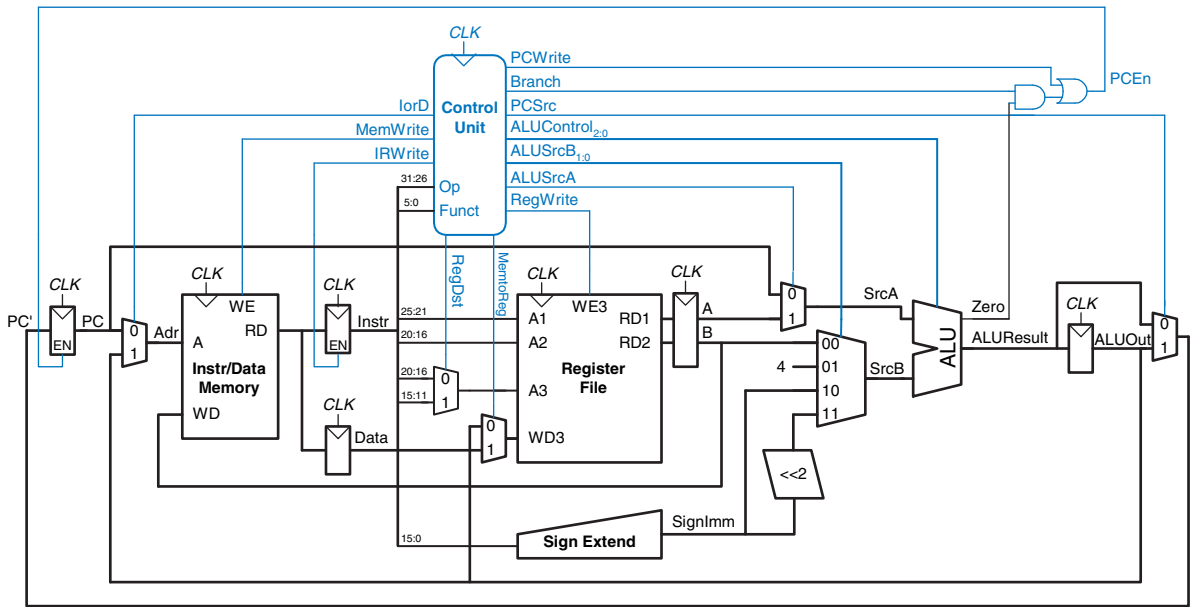 CLK
PCWrite
Branch
PCEn
IorD
Control
Unit
PCSrc
MemWrite
ALUControl2:0
IRWrite
ALUSrcB1:0
31:26
Op
ALUSrcA
5:0
Funct
RegWrite
RegDst
MemtoReg
CLK
CLK
CLK
CLK
CLK
CLK
PC'
EN
PC
0
1
Adr
WE
RD
A
Instr/Data
Memory
WD
EN
Instr
CLK
Data
25:21
20:16
20:16
15:11
0
1
0
1
WE3
A1
RD1
A2
RD2
A3
Register
File
WD3
A
B
0
1
SrcA
00
4
01
10
11
SrcB
<<2
ALU
Zero
ALUResult
ALUOut
0
1
15:0
Sign Extend
SignImm